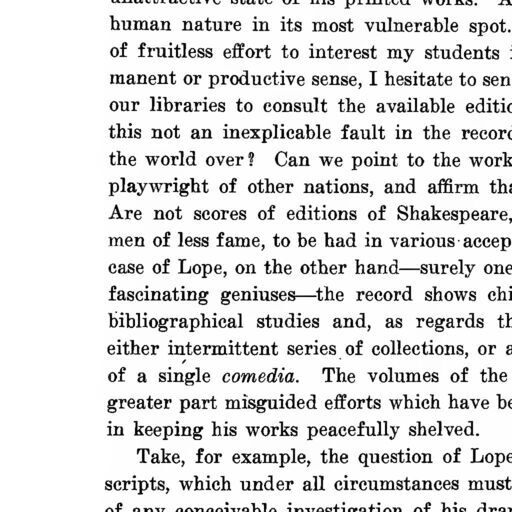 unattractive state of his printed works. A
human nature in its most vulnerable spot.
of fruitless effort to interest my students
manent or productive sense, I hesitate to sen
our libraries to consult the available editio
this not an inexplicable fault in the record
the world over? Can we point to the work
playwright of other nations, and affirm tha
Are not scores of editions of Shakespeare,
men of less fame, to be had in various accep
case of Lope, on the other hand—surely one
fascinating geniuses—the record shows chi
bibliographical studies and, as regards th
either intermittent series of collections, or a
of a single comedia. The volumes of the
greater part misguided efforts which have be
in keeping his works peacefully shelved.
Take, for example, the question of Lope
scripts, which under all circumstances must
of any conceivable investigation of his dra